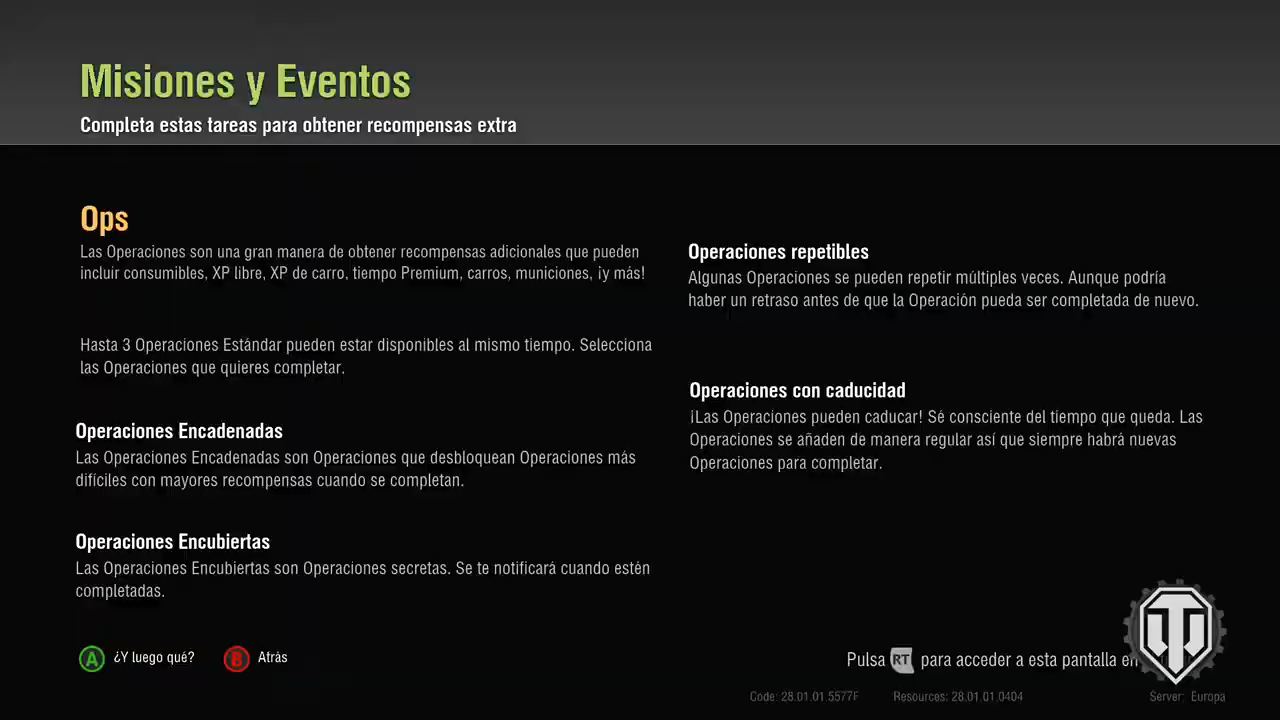 Misiones y Eventos
Completa estas tareas para obtener recompensas extra
Ops
Las Operaciones son una gran manera de obtener recompensas adicionales que pueden
incluir consumibles, XP libre, XP de carro, tiempo Premium, carros, municiones, ¡y más!
Hasta 3 Operaciones Estándar pueden estar disponibles al mismo tiempo. Selecciona
las Operaciones que quieres completar.
Operaciones Encadenadas
Las Operaciones Encadenadas son Operaciones que desbloquean Operaciones más
difíciles con mayores recompensas cuando se completan.
Operaciones Encubiertas
Las Operaciones Encubiertas son Operaciones secretas. Se te notificará cuando estén
completadas.
Operaciones repetibles
Algunas Operaciones se pueden repetir múltiples veces. Aunque podría
haber un retraso antes de que la Operación pueda ser completada de nuevo.
Operaciones con caducidad
¡Las Operaciones pueden caducar! Sé consciente del tiempo que queda. Las
Operaciones se añaden de manera regular así que siempre habrá nuevas
Operaciones para completar.
A ¿Y luego qué? B Atrás
Pulsa RT para acceder a esta pantalla en
Code: 28.01.01.5577F Resources: 28.01.01.0404 Server: Europa